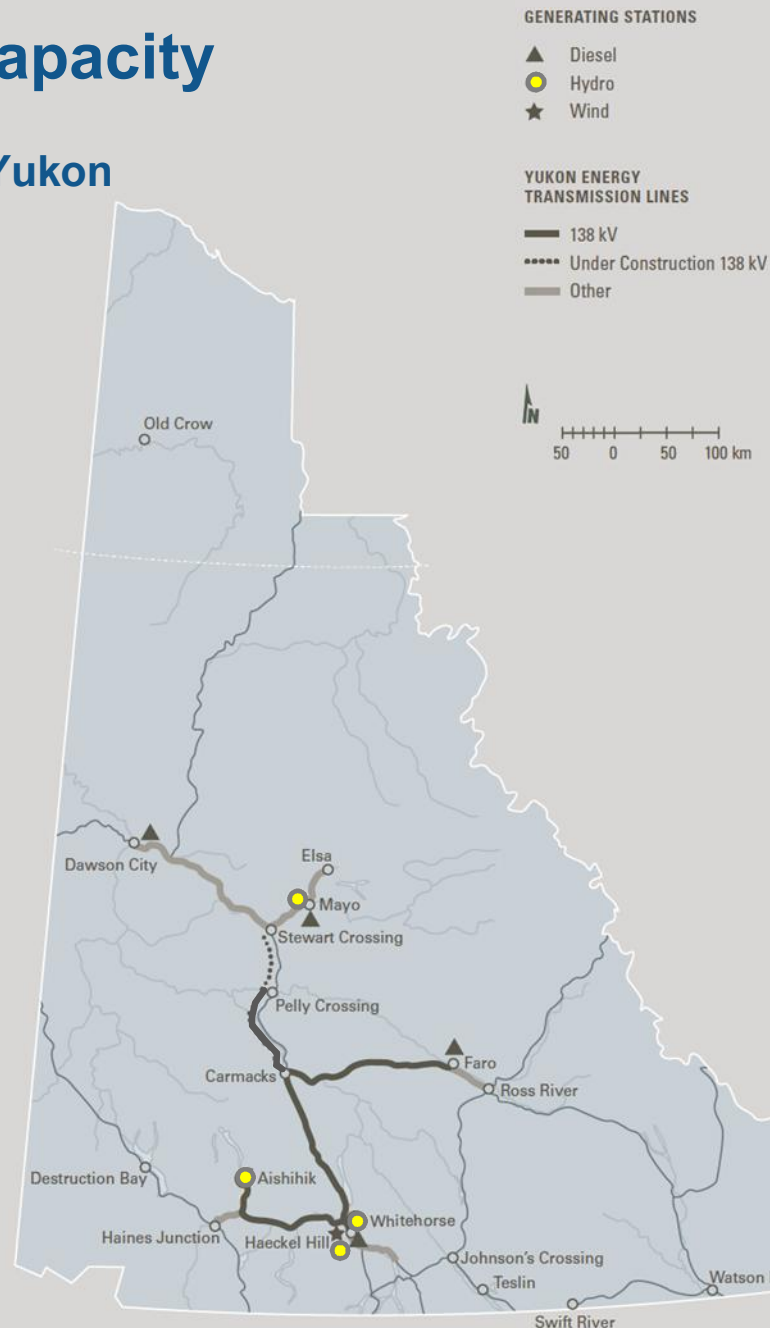 apacity
Yukon
GENERATING STATIONS
Diesel
Hydro
Wind
YUKON ENERGY
TRANSMISSION LINES
138 kV
Under Construction 138 kV
Other
N
50 0 50 100 km
Old Crow
Dawson City
Elsa
Mayo
Stewart Crossing
Pelly Crossing
Carmacks
Faro
Ross River
Destruction Bay
Aishihik
Haines Junction
Haeckel Hill
Whitehorse
Johnson's Crossing
Teslin
Watson
Swift River